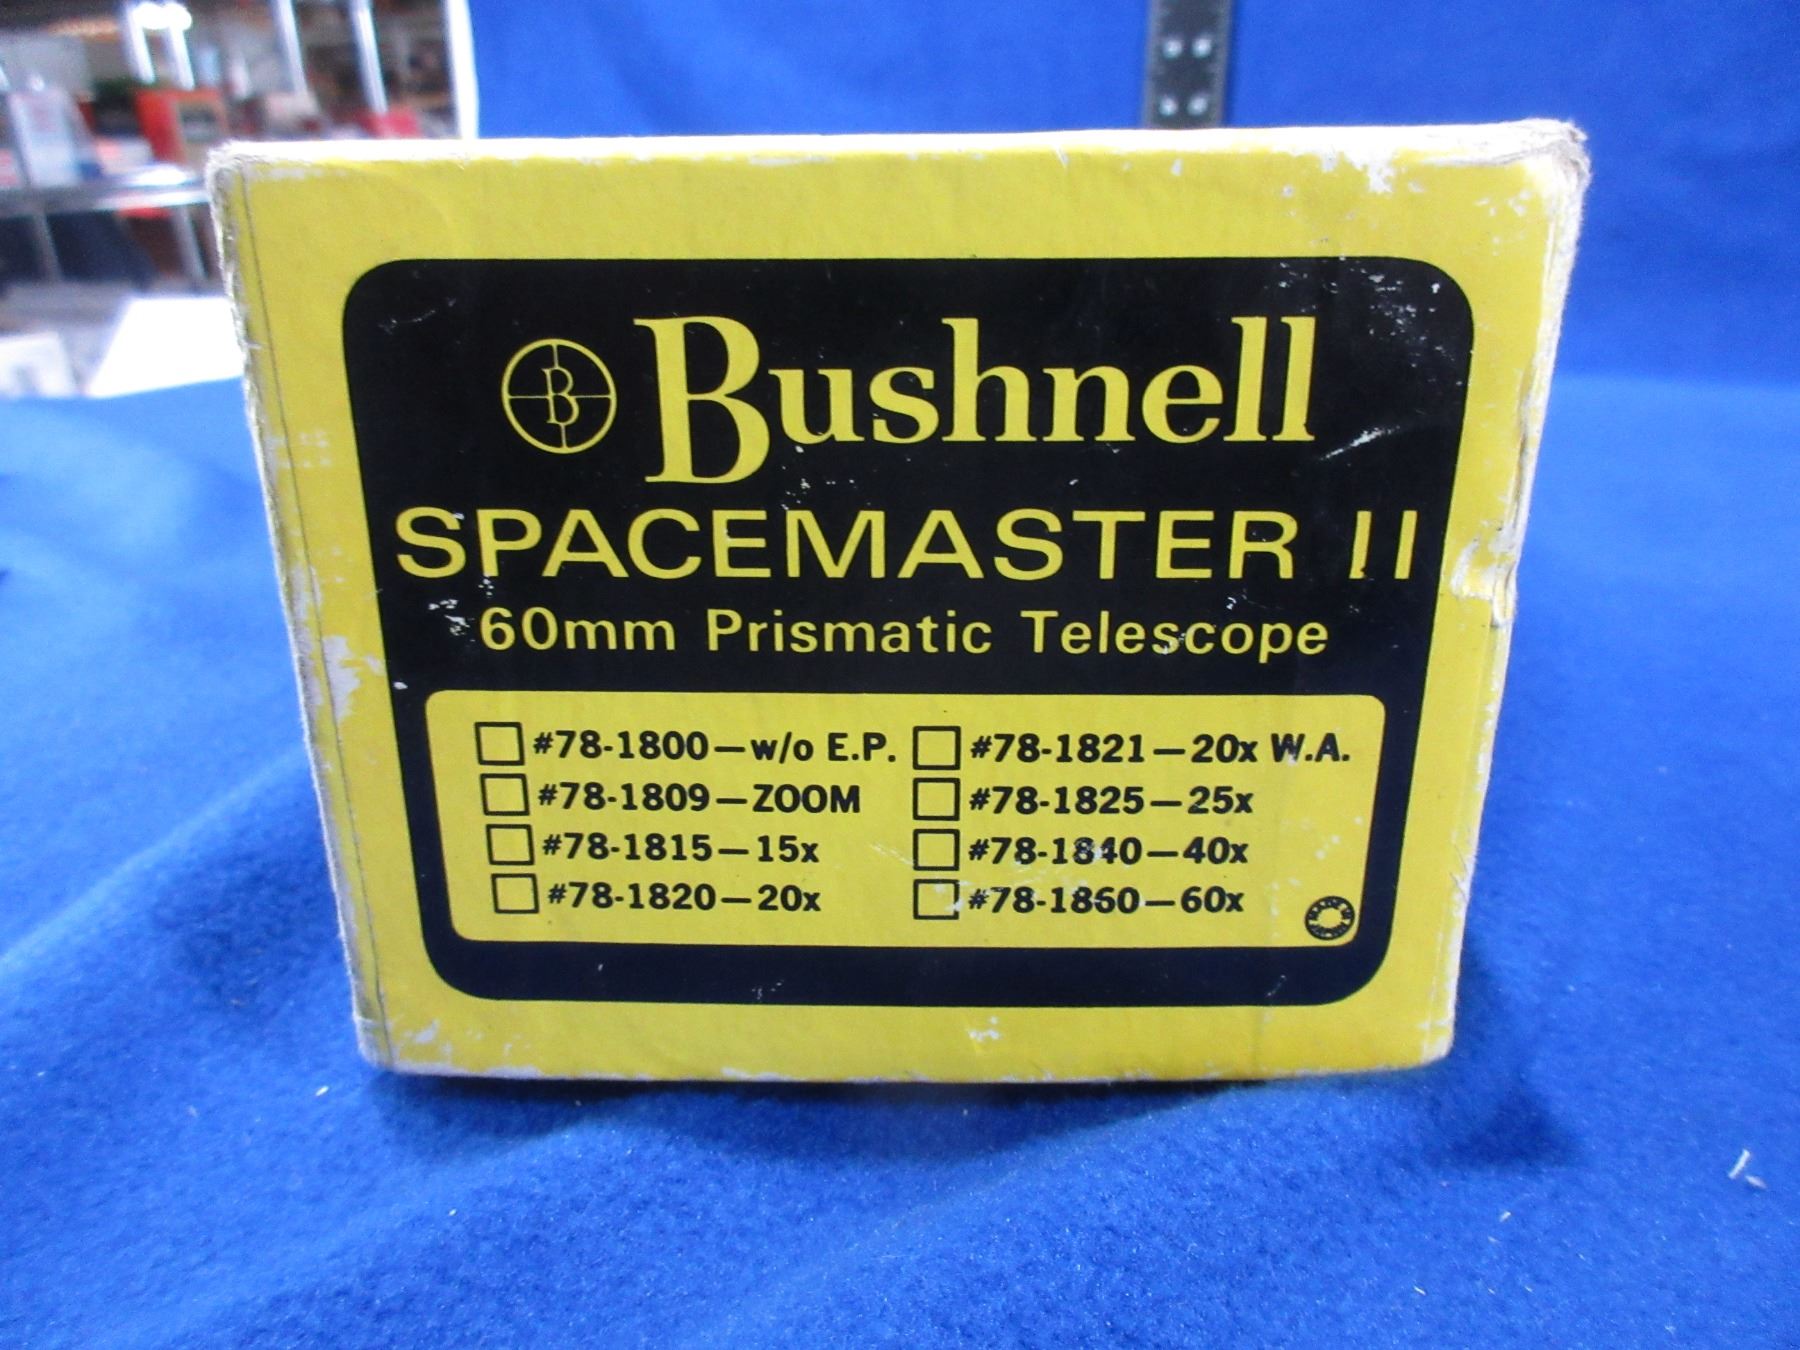 B Bushnell
SPACEMASTER II
60mm Prismatic Telescope
#78-1800—w/o E.P.
#78-1809—ZOOM
#78-1815—15x
#78-1820—20x
#78-1821—20x W.A.
#78-1825—25x
#78-1840—40x
#78-1860—60x